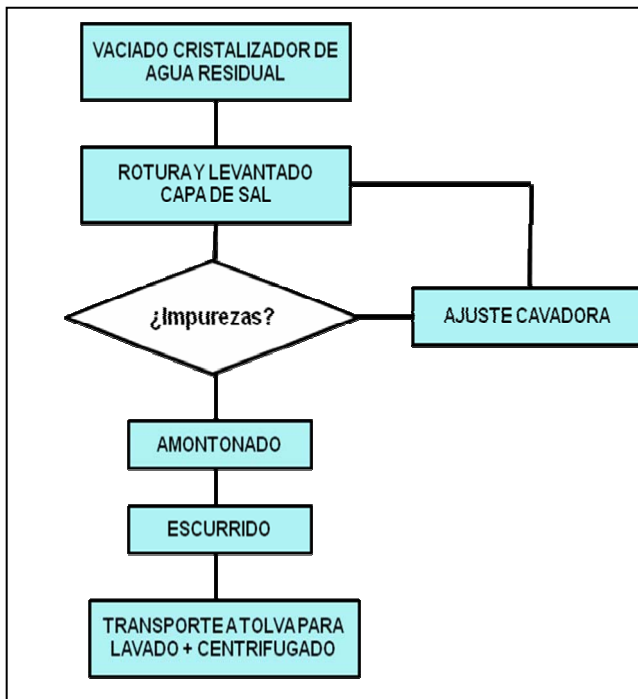 VACIADO CRISTALIZADOR DE
AGUA RESIDUAL
ROTURA Y LEVANTADO
CAPA DE SAL
¿Impurezas?
AJUSTE CAVADORA
AMONTONADO
ESCURRIDO
TRANSPORTE A TOLVA PARA
LAVADO + CENTRIFUGADO